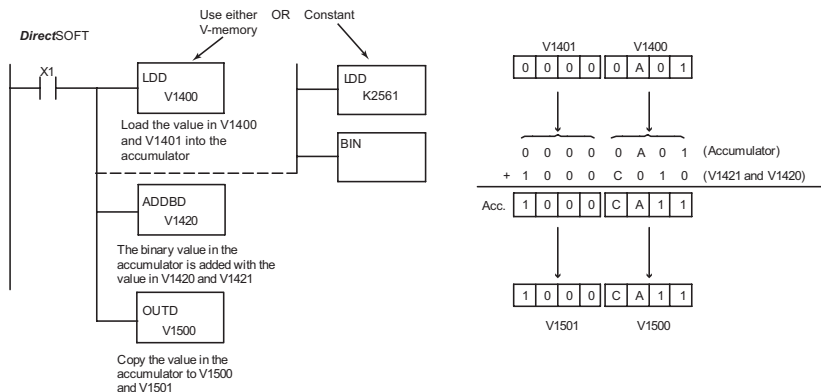 Use either OR Constant
V-memory
DirectSOFT
X1
LDD
V1400
Load the value in V1400
and V1401 into the
accumulator
LDD
K2561
BIN
ADDBD
V1420
The binary value in the
accumulator is added with the
value in V1420 and V1421
OUTD
V1500
Copy the value in the
accumulator to V1500
and V1501
V1401 V1400
0 0 0 0 0 A 0 1
0 0 0 0 0 A 0 1 (Accumulator)
+ 1 0 0 0 C 0 1 0 (V1421 and V1420)
Acc. 1 0 0 0 C A 1 1
1 0 0 0 C A 1 1
V1501 V1500